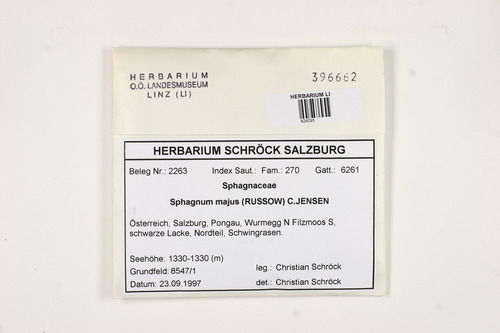 HERBARIUM
O.Ö. LANDESMUSEUM
LINZ (LI)
396662
HERBARIUM LI
HERBARIUM SCHRÖCK SALZBURG
Beleg Nr.: 2263 Index Saut.: Fam.: 270 Gatt.: 6261
Sphagnaceae
Sphagnum majus (RUSSOW) C.JENSEN
Österreich, Salzburg, Pongau, Wurmegg N Filzmoos S,
schwarze Lacke, Nordteil, Schwingrasen.
Seehöhe: 1330-1330 (m)
Grundfeld: 8547/1 leg.: Christian Schröck
Datum: 23.09.1997 det.: Christian Schröck